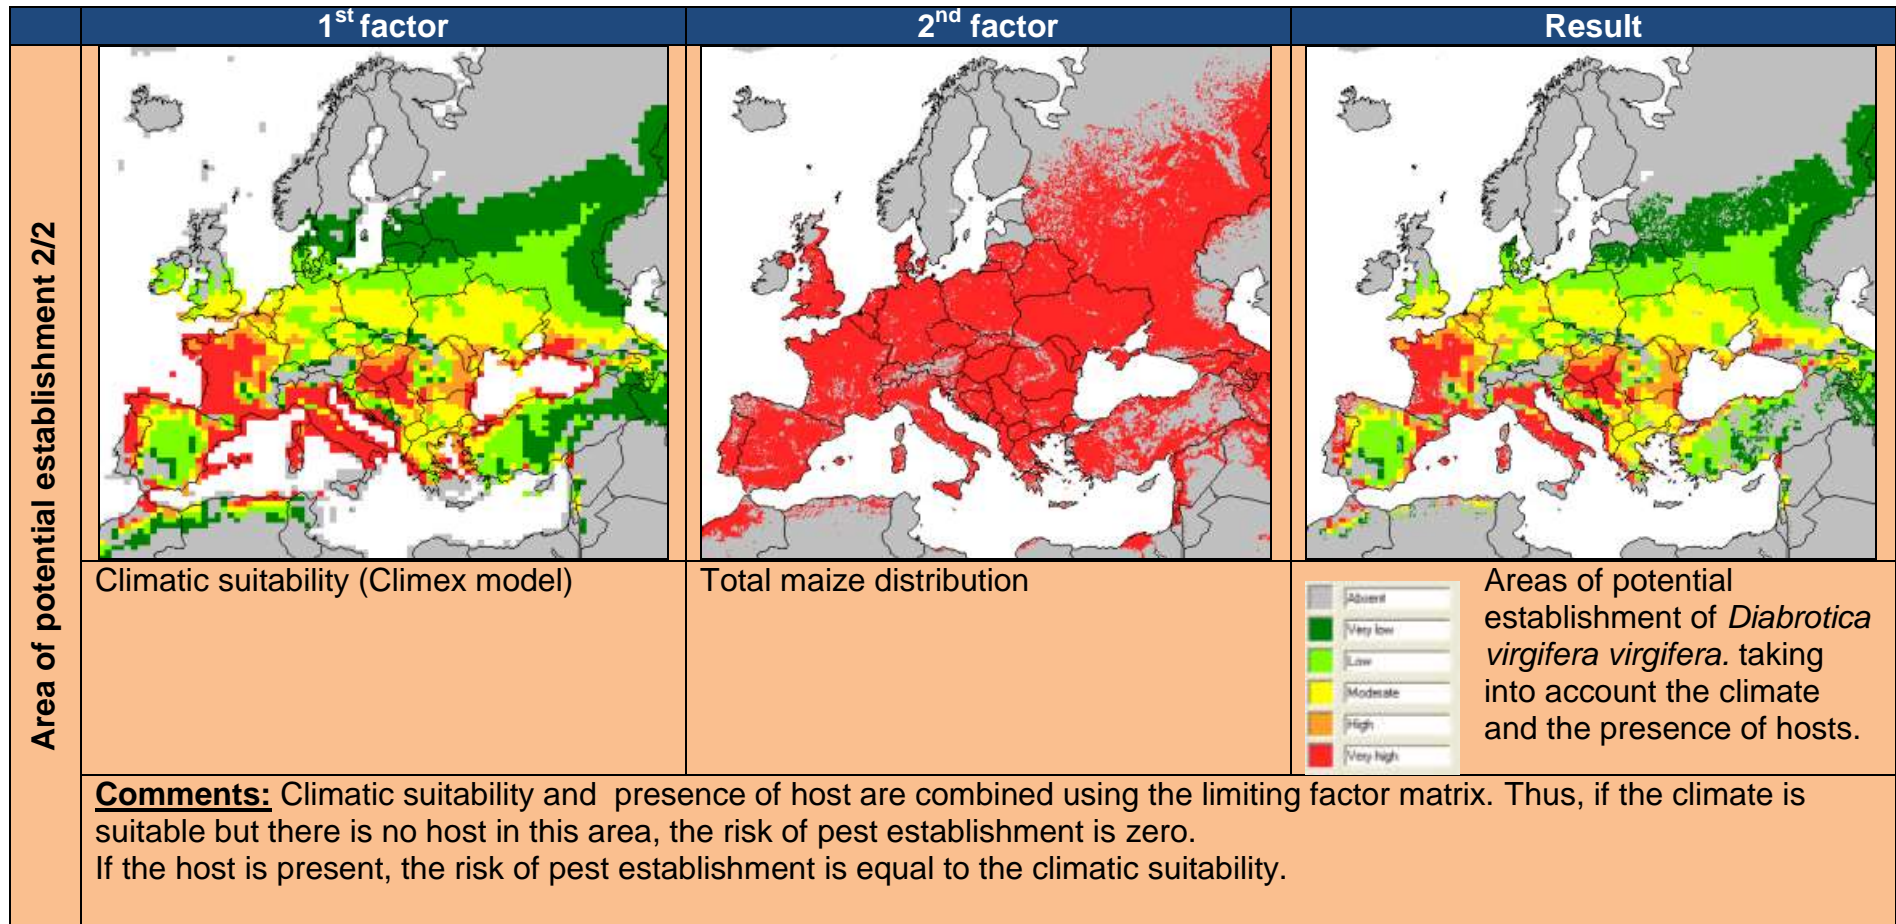 1st factor
2nd factor
Result
Area of potential establishment 2/2
Climatic suitability (Climex model)
Total maize distribution
Absent
Very low
Low
Moderate
High
Very high
Areas of potential
establishment of Diabrotica
virgifera virgifera. taking
into account the climate
and the presence of hosts.
Comments: Climatic suitability and presence of host are combined using the limiting factor matrix. Thus, if the climate is
suitable but there is no host in this area, the risk of pest establishment is zero.
If the host is present, the risk of pest establishment is equal to the climatic suitability.